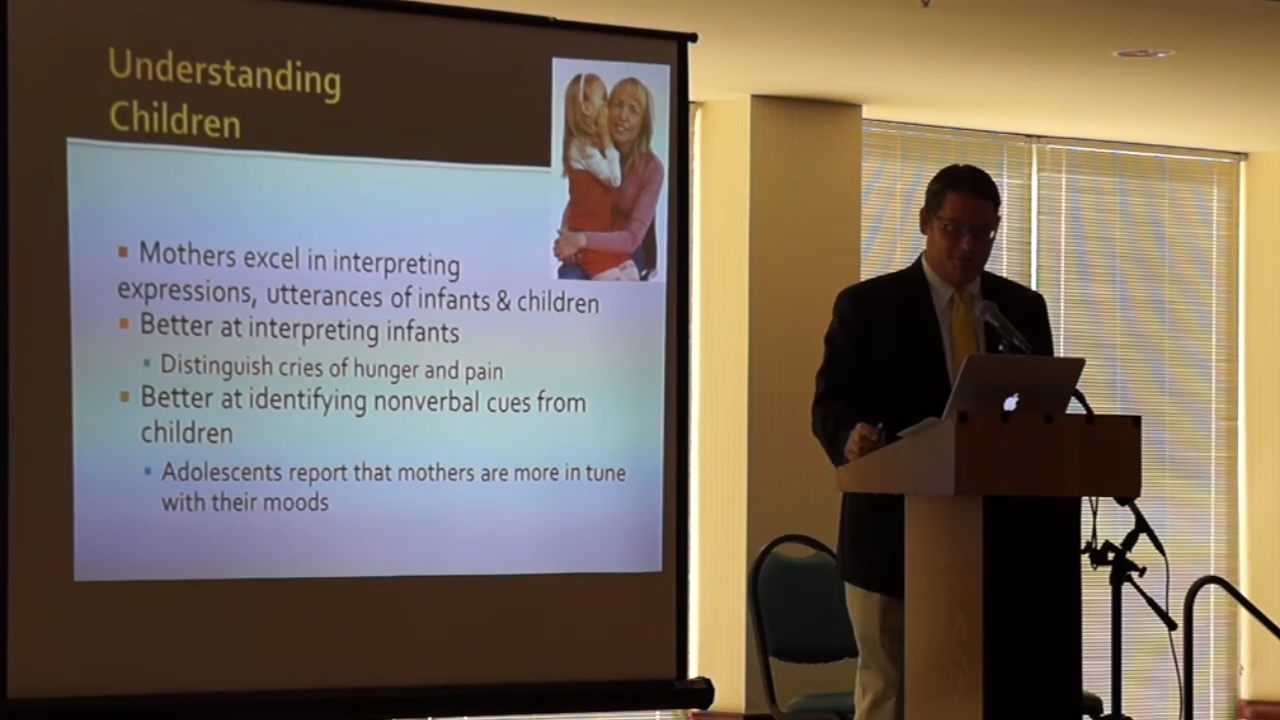 Understanding
Children
▪ Mothers excel in interpreting
expressions, utterances of infants & children
▪ Better at interpreting infants
▪ Distinguish cries of hunger and pain
▪ Better at identifying nonverbal cues from
children
▪ Adolescents report that mothers are more in tune
with their moods